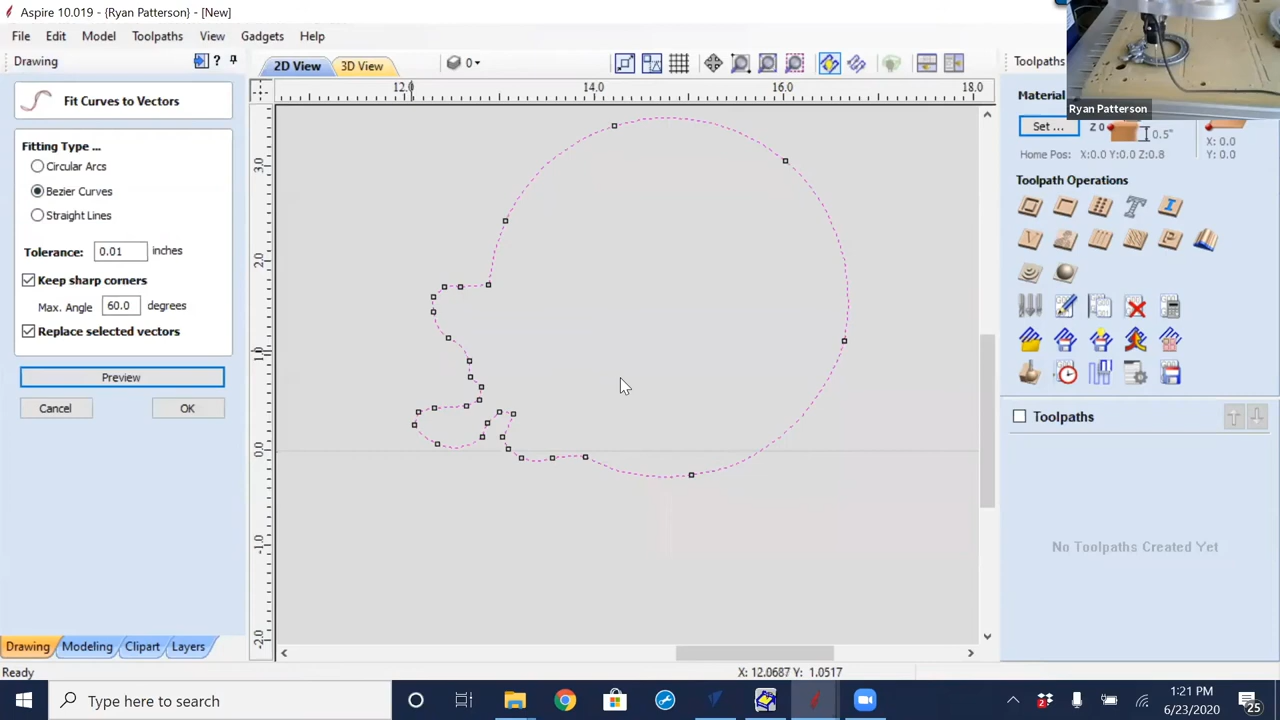 Aspire 10.019 - {Ryan Patterson} - [New]
File Edit Model Toolpaths View Gadgets Help
Drawing
?
2D View
3D View
0
Toolpaths
Ryan Patterson
Fit Curves to Vectors
Fitting Type ...
Circular Arcs
Bezier Curves
Straight Lines
Tolerance: 0.01 inches
Keep sharp corners
Max. Angle 60.0 degrees
Replace selected vectors
Preview
Cancel OK
12.0 14.0 16.0 18.0
3.0
2.0
1.0
0.0
-1.0
-2.0
Material
Set ...
Z 0
0.5"
X: 0.0
Y: 0.0
Home Pos: X:0.0 Y:0.0 Z:0.8
Toolpath Operations
Toolpaths
No Toolpaths Created Yet
Drawing Modeling Clipart Layers
Ready
X: 12.0687 Y: 1.0517
Type here to search
2
1:21 PM
6/23/2020
25